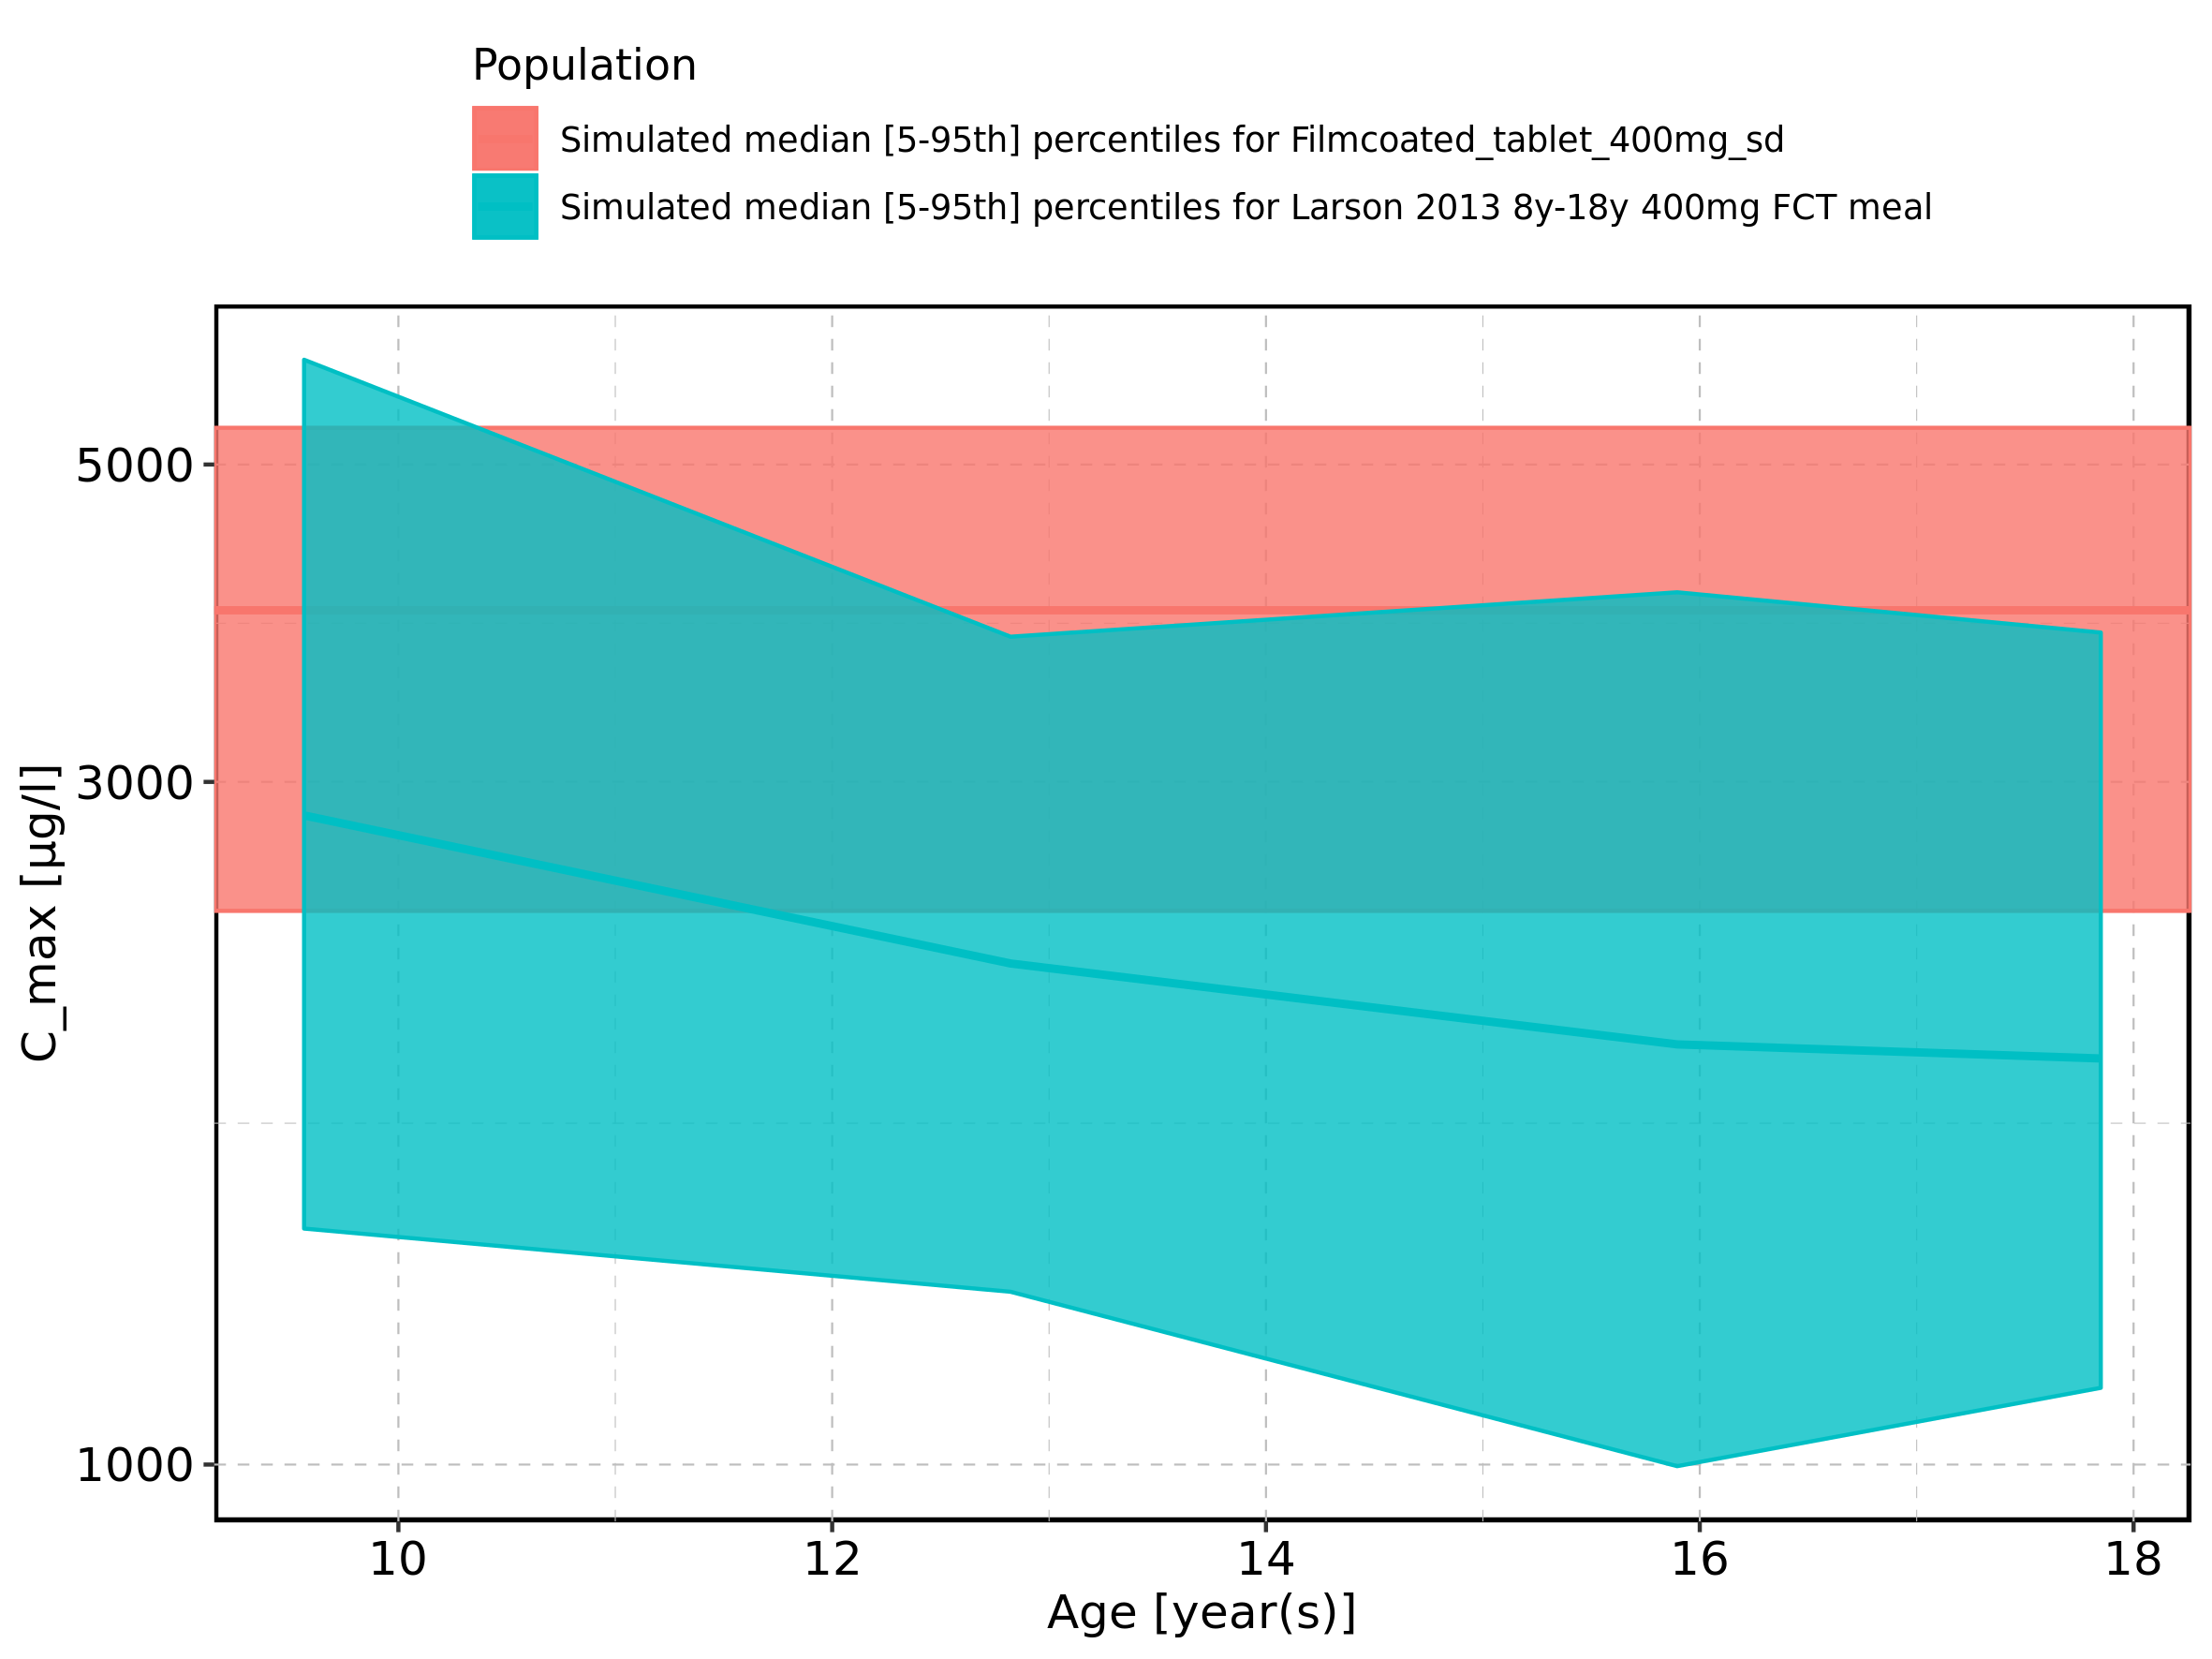 Population
Simulated median [5-95th] percentiles for Filmcoated_tablet_400mg_sd
Simulated median [5-95th] percentiles for Larson 2013 8y-18y 400mg FCT meal
5000
3000
1000
C_max [µg/l]
10 12 14 16 18
Age [year(s)]